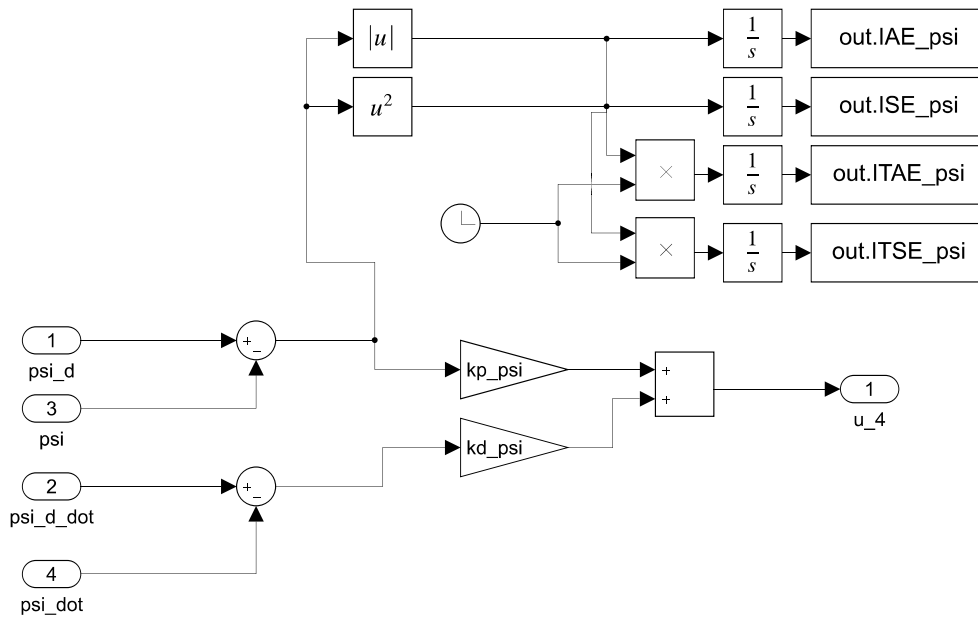 |u|
1/s
out.IAE_psi
u²
1/s
out.ISE_psi
×
1/s
out.ITAE_psi
×
1/s
out.ITSE_psi
1
psi_d
+
−
3
psi
kp_psi
+
+
1
u_4
kd_psi
2
psi_d_dot
+
−
4
psi_dot